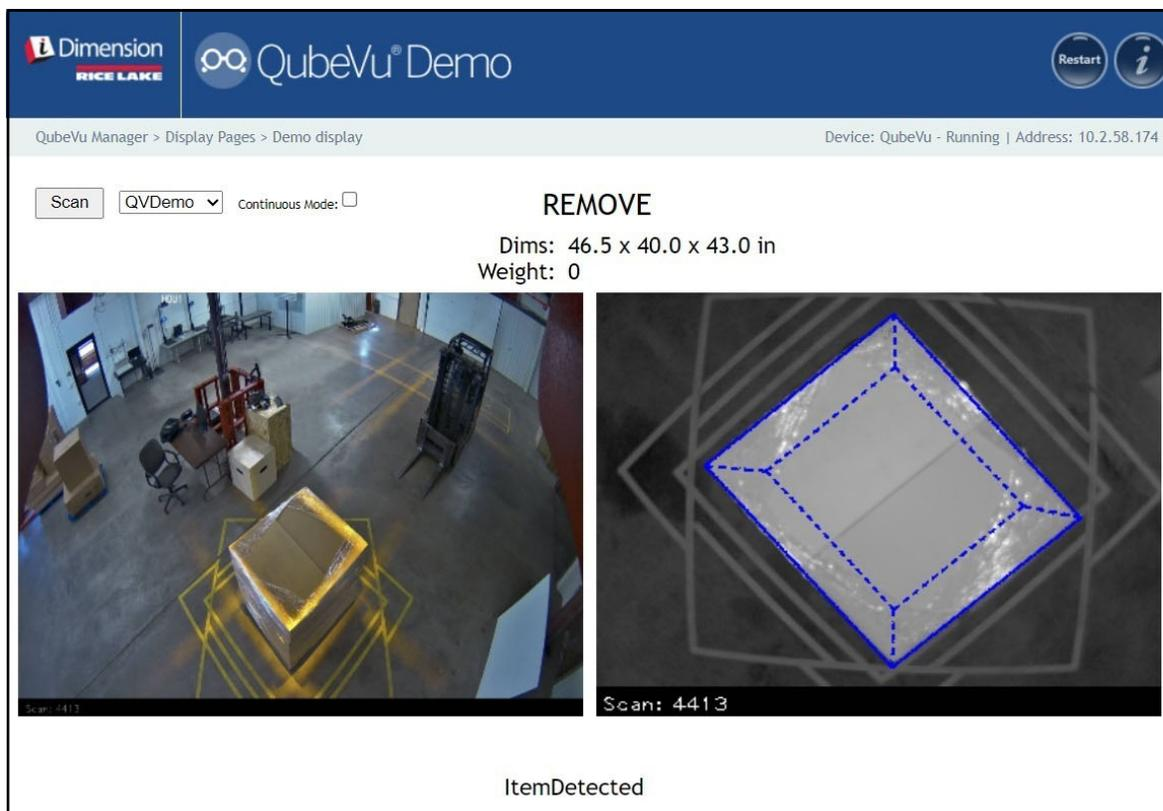 i Dimension
RICE LAKE
QubeVu® Demo
Restart
i
QubeVu Manager > Display Pages > Demo display
Device: QubeVu - Running | Address: 10.2.58.174
Scan
QVDemo
Continuous Mode:
REMOVE
Dims: 46.5 x 40.0 x 43.0 in
Weight: 0
Scan: 4413
Scan: 4413
ItemDetected